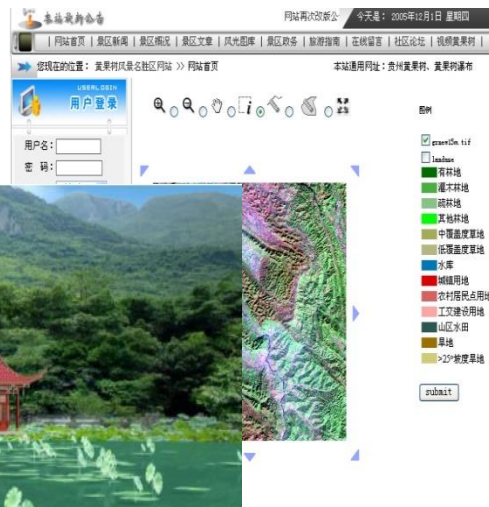 本站最新公告
网站再次改版公
今天是： 2005年12月1日 星期四
| 网站首页 | 景区新闻 | 景区概况 | 景区文章 | 风光图库 | 景区政务 | 旅游指南 | 在线留言 | 社区论坛 | 视频黄果树 |
您现在的位置： 黄果树风景名胜区网站 >> 网站首页
本站通用网址：贵州黄果树、黄果树瀑布
USERLOGIN
用户登录
用户名：
密 码：
图例
landuse
有林地
灌木林地
疏林地
其他林地
中覆盖度草地
低覆盖度草地
水库
城镇用地
农村居民点用地
工交建设用地
山区水田
旱地
>25°坡度旱地
submit